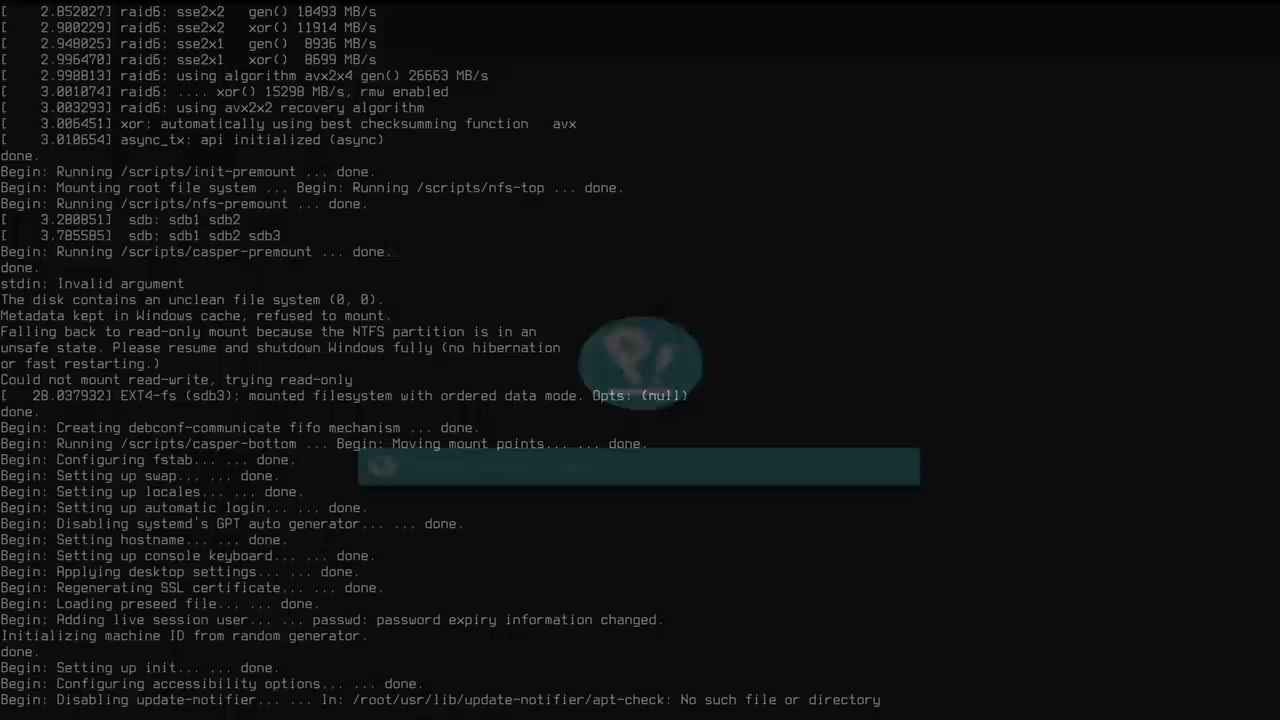 [    2.852027] raid6: sse2x2   gen() 18493 MB/s
[    2.900229] raid6: sse2x2   xor() 11914 MB/s
[    2.948025] raid6: sse2x1   gen()  8936 MB/s
[    2.996470] raid6: sse2x1   xor()  8699 MB/s
[    2.998813] raid6: using algorithm avx2x4 gen() 26663 MB/s
[    3.001074] raid6: .... xor() 15298 MB/s, rmw enabled
[    3.003293] raid6: using avx2x2 recovery algorithm
[    3.006451] xor: automatically using best checksumming function   avx
[    3.010654] async_tx: api initialized (async)
done.
Begin: Running /scripts/init-premount ... done.
Begin: Mounting root file system ... Begin: Running /scripts/nfs-top ... done.
Begin: Running /scripts/nfs-premount ... done.
[    3.280851]  sdb: sdb1 sdb2
[    3.785585]  sdb: sdb1 sdb2 sdb3
Begin: Running /scripts/casper-premount ... done.
done.
stdin: Invalid argument
The disk contains an unclean file system (0, 0).
Metadata kept in Windows cache, refused to mount.
Falling back to read-only mount because the NTFS partition is in an
unsafe state. Please resume and shutdown Windows fully (no hibernation
or fast restarting.)
Could not mount read-write, trying read-only
[   28.037932] EXT4-fs (sdb3): mounted filesystem with ordered data mode. Opts: (null)
done.
Begin: Creating debconf-communicate fifo mechanism ... done.
Begin: Running /scripts/casper-bottom ... Begin: Moving mount points... ... done.
Begin: Configuring fstab... ... done.
Begin: Setting up swap... ... done.
Begin: Setting up locales... ... done.
Begin: Setting up automatic login... ... done.
Begin: Disabling systemd's GPT auto generator... ... done.
Begin: Setting hostname... ... done.
Begin: Setting up console keyboard... ... done.
Begin: Applying desktop settings... ... done.
Begin: Regenerating SSL certificate... ... done.
Begin: Loading preseed file... ... done.
Begin: Adding live session user... ... passwd: password expiry information changed.
Initializing machine ID from random generator.
done.
Begin: Setting up init... ... done.
Begin: Configuring accessibility options... ... done.
Begin: Disabling update-notifier... ... ln: /root/usr/lib/update-notifier/apt-check: No such file or directory